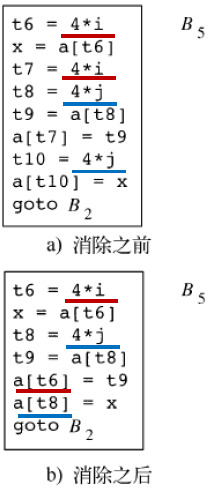 t6 = 4*i B5
x = a[t6]
t7 = 4*i
t8 = 4*j
t9 = a[t8]
a[t7] = t9
t10 = 4*j
a[t10] = x
goto B2
a) 消除之前
t6 = 4*i B5
x = a[t6]
t8 = 4*j
t9 = a[t8]
a[t6] = t9
a[t8] = x
goto B2
b) 消除之后